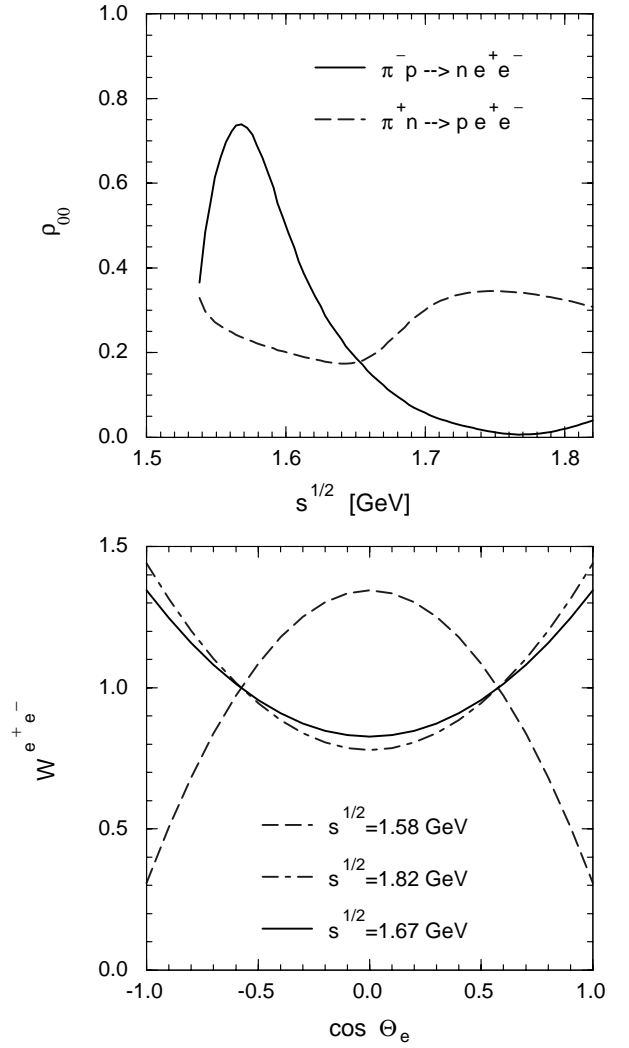 1.0
π⁻p --> n e⁺e⁻
0.8
π⁺n --> p e⁺e⁻
0.6
ρ₀₀
0.4
0.2
0.0
1.5 1.6 1.7 1.8
s^{1/2} [GeV]
1.5
1.0
W^{e⁺e⁻}
0.5
s^{1/2}=1.58 GeV
s^{1/2}=1.82 GeV
s^{1/2}=1.67 GeV
0.0
-1.0 -0.5 0.0 0.5 1.0
cos Θₑ